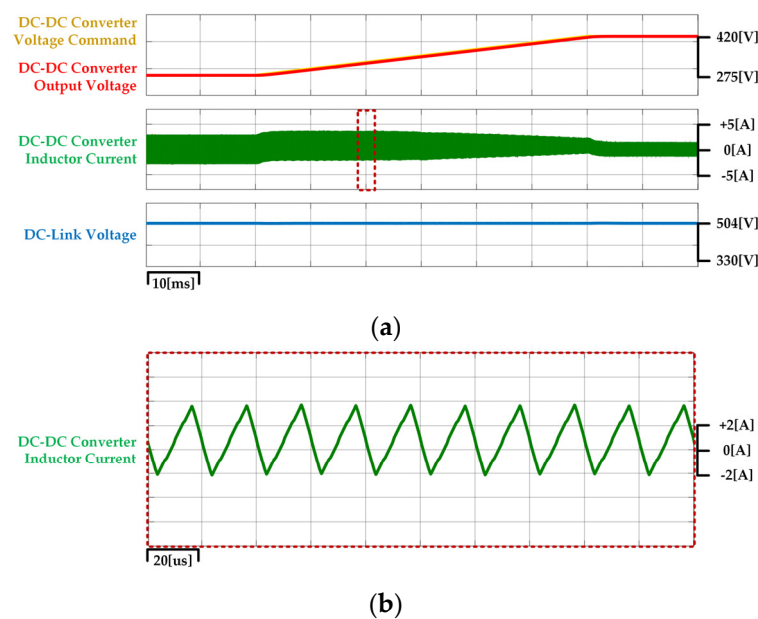 DC-DC Converter
Voltage Command
DC-DC Converter
Output Voltage
420[V]
275[V]
DC-DC Converter
Inductor Current
+5[A]
0[A]
-5[A]
DC-Link Voltage
504[V]
330[V]
10[ms]
(a)
DC-DC Converter
Inductor Current
+2[A]
0[A]
-2[A]
20[us]
(b)